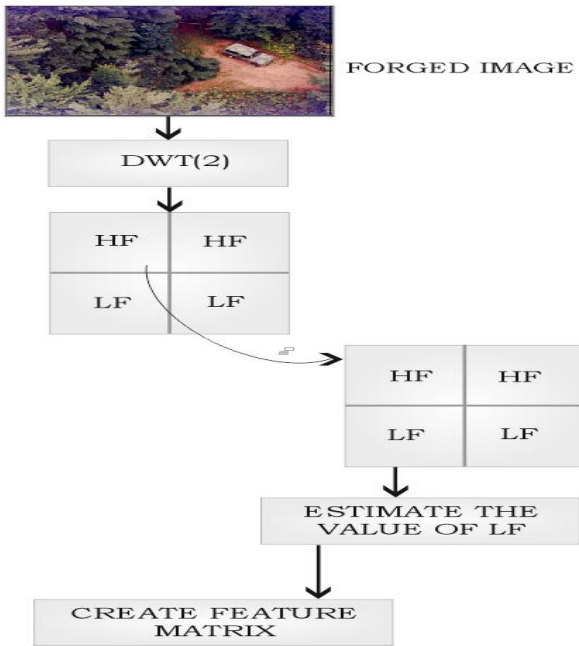 FORGED IMAGE
DWT(2)
HF HF
LF LF
HF HF
LF LF
ESTIMATE THE
VALUE OF LF
CREATE FEATURE
MATRIX